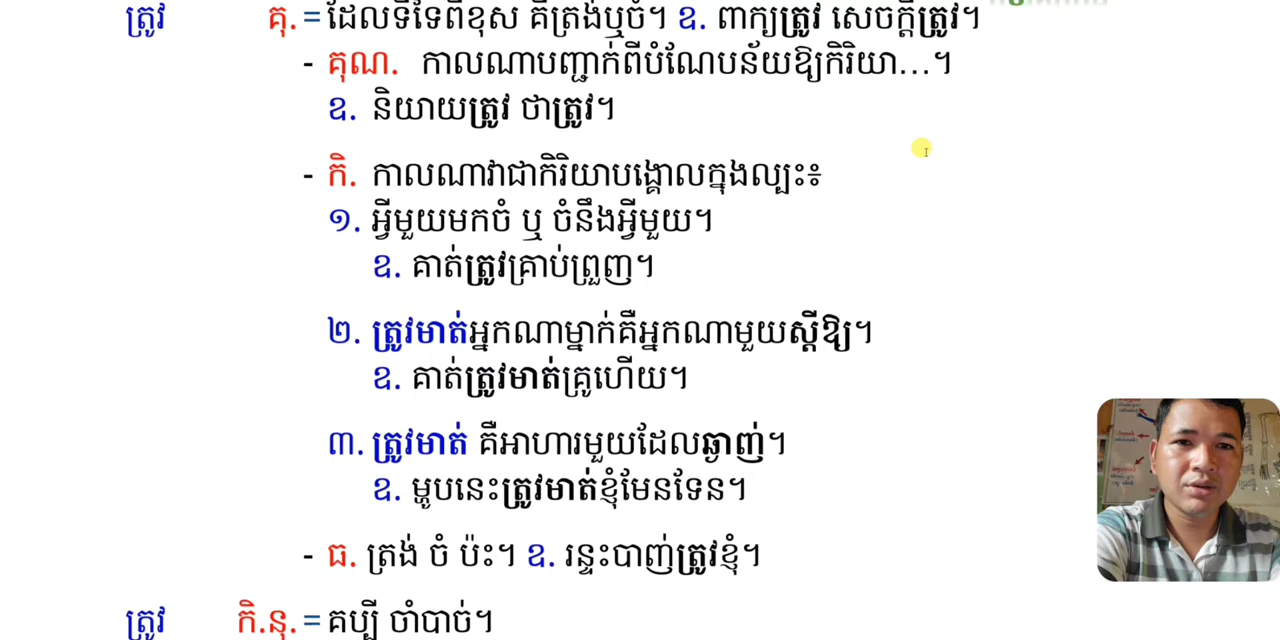 ត្រូវ គុ. = ដែលទីទៃពីខុស គឺត្រង់ឬចំ។ ឧ. ពាក្យត្រូវ សេចក្ដីត្រូវ។
- គុណ. កាលណាបញ្ជាក់ពីបំណែបន័យឱ្យកិរិយា...។
ឧ. និយាយត្រូវ ថាត្រូវ។
- កិ. កាលណាវាជាកិរិយាបង្គោលក្នុងល្បះ៖
១. អ្វីមួយមកចំ ឬ ចំនឹងអ្វីមួយ។
ឧ. គាត់ត្រូវគ្រាប់ព្រួញ។
២. ត្រូវមាត់អ្នកណាម្នាក់គឺអ្នកណាមួយស្ដីឱ្យ។
ឧ. គាត់ត្រូវមាត់គ្រូហើយ។
៣. ត្រូវមាត់ គឺអាហារមួយដែលឆ្ងាញ់។
ឧ. ម្ហូបនេះត្រូវមាត់ខ្ញុំមែនទែន។
- ធ. ត្រង់ ចំ ប៉ះ។ ឧ. រន្ទះបាញ់ត្រូវខ្ញុំ។
ត្រូវ កិ.នុ. = គប្បី ចាំបាច់។